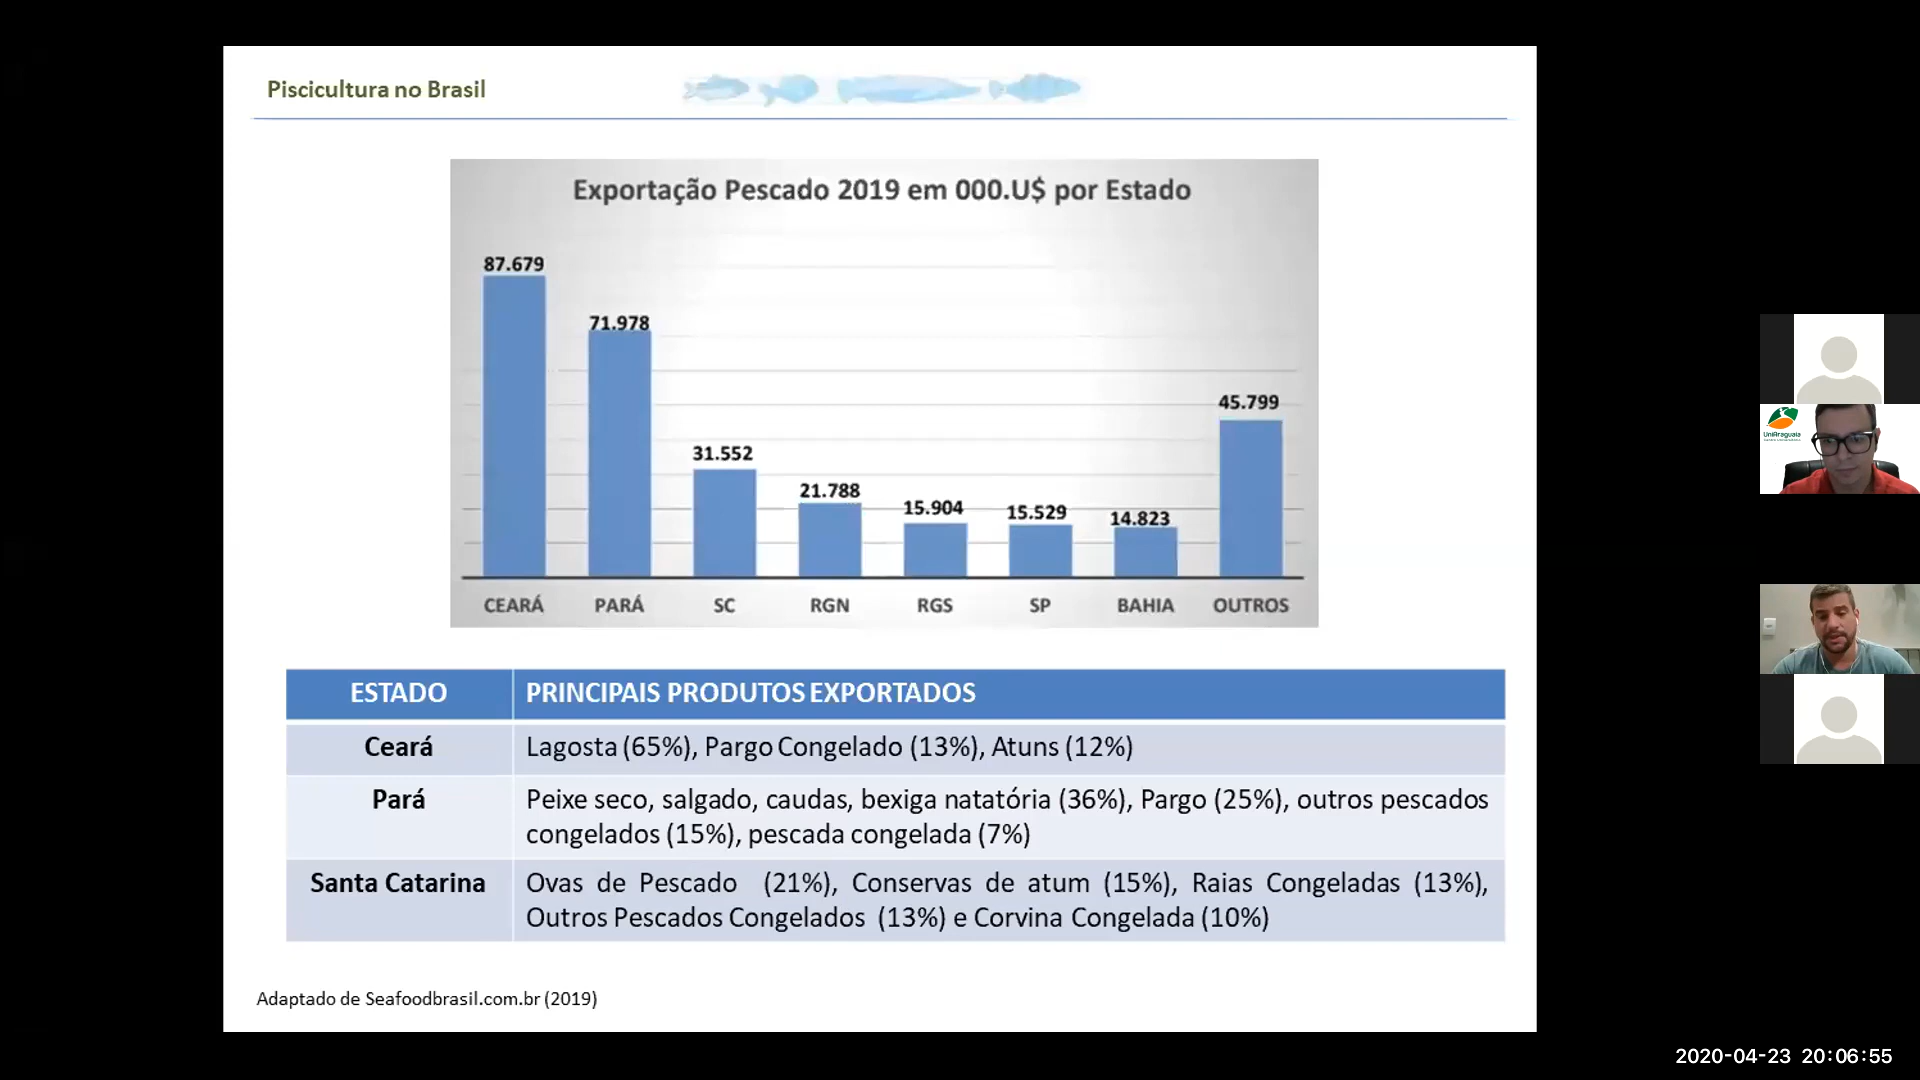 Piscicultura no Brasil
Exportação Pescado 2019 em 000.U$ por Estado
87.679
71.978
31.552
21.788
15.904
15.529
14.823
45.799
CEARÁ PARÁ SC RGN RGS SP BAHIA OUTROS
ESTADO PRINCIPAIS PRODUTOS EXPORTADOS
Ceará Lagosta (65%), Pargo Congelado (13%), Atuns (12%)
Pará Peixe seco, salgado, caudas, bexiga natatória (36%), Pargo (25%), outros pescados
congelados (15%), pescada congelada (7%)
Santa Catarina Ovas de Pescado (21%), Conservas de atum (15%), Raias Congeladas (13%),
Outros Pescados Congelados (13%) e Corvina Congelada (10%)
Adaptado de Seafoodbrasil.com.br (2019)
UniAraguaia
2020-04-23 20:06:55